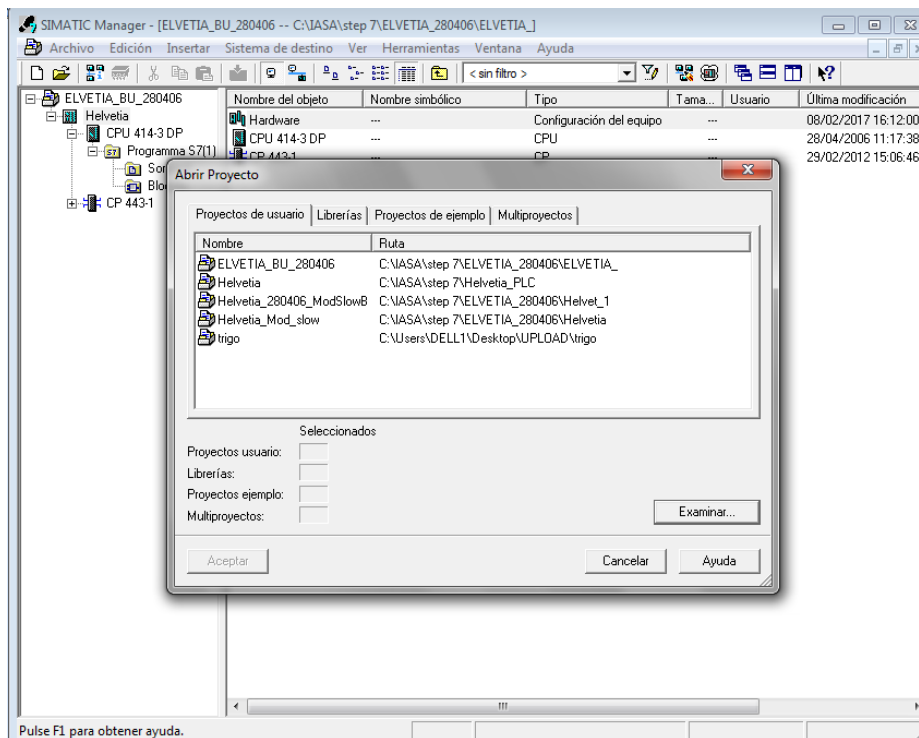 SIMATIC Manager - [ELVETIA_BU_280406 -- C:\IASA\step 7\ELVETIA_280406\ELVETIA_]
Archivo Edición Insertar Sistema de destino Ver Herramientas Ventana Ayuda
< sin filtro >
ELVETIA_BU_280406
Helvetia
CPU 414-3 DP
Programa S7(1)
CP 443-1
Nombre del objeto Nombre simbólico Tipo Tama... Usuario Última modificación
Hardware --- Configuración del equipo --- 08/02/2017 16:12:00
CPU 414-3 DP --- CPU --- 28/04/2006 11:17:38
CP 443-1 --- CP --- 29/02/2012 15:06:46
Abrir Proyecto
Proyectos de usuario Librerías Proyectos de ejemplo Multiproyectos
Nombre Ruta
ELVETIA_BU_280406 C:\IASA\step 7\ELVETIA_280406\ELVETIA_
Helvetia C:\IASA\step 7\Helvetia_PLC
Helvetia_280406_ModSlowB C:\IASA\step 7\ELVETIA_280406\Helvet_1
Helvetia_Mod_slow C:\IASA\step 7\ELVETIA_280406\Helvetia
trigo C:\Users\DELL1\Desktop\UPLOAD\trigo
Seleccionados
Proyectos usuario:
Librerías:
Proyectos ejemplo:
Multiproyectos:
Examinar...
Aceptar Cancelar Ayuda
Pulse F1 para obtener ayuda.